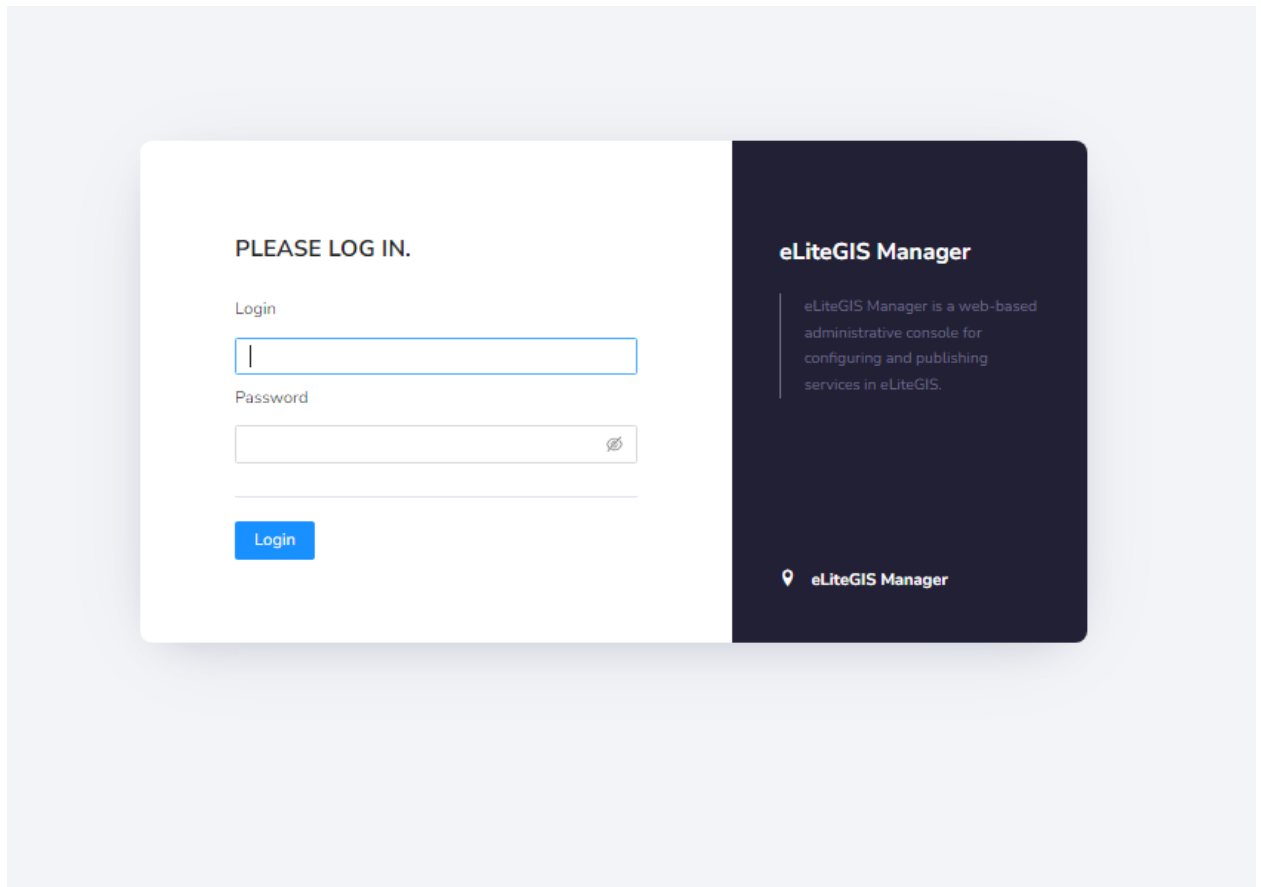 PLEASE LOG IN.
Login
Password
Login
eLiteGIS Manager
eLiteGIS Manager is a web-based
administrative console for
configuring and publishing
services in eLiteGIS.
eLiteGIS Manager